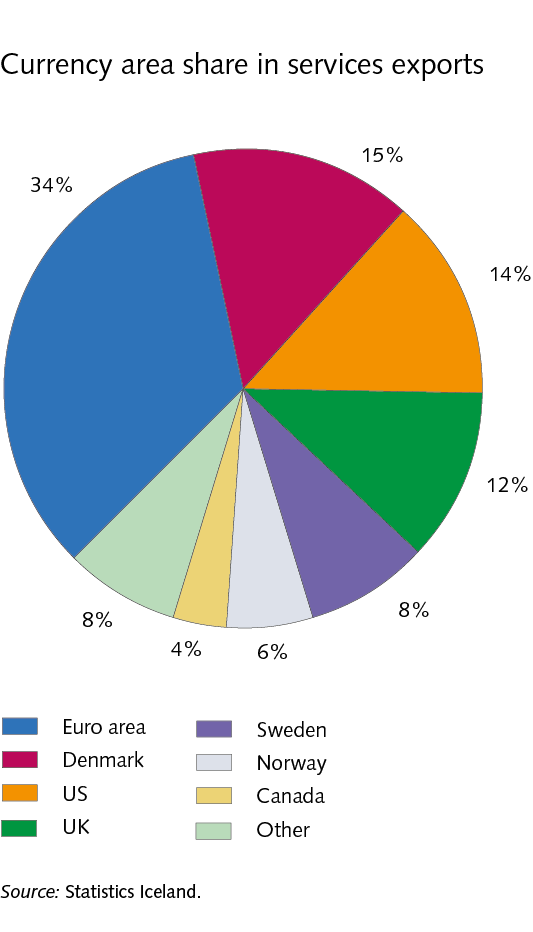 Currency area share in services exports
15%
34%
14%
12%
8%
8%
4%
6%
Euro area
Denmark
US
UK
Sweden
Norway
Canada
Other
Source: Statistics Iceland.